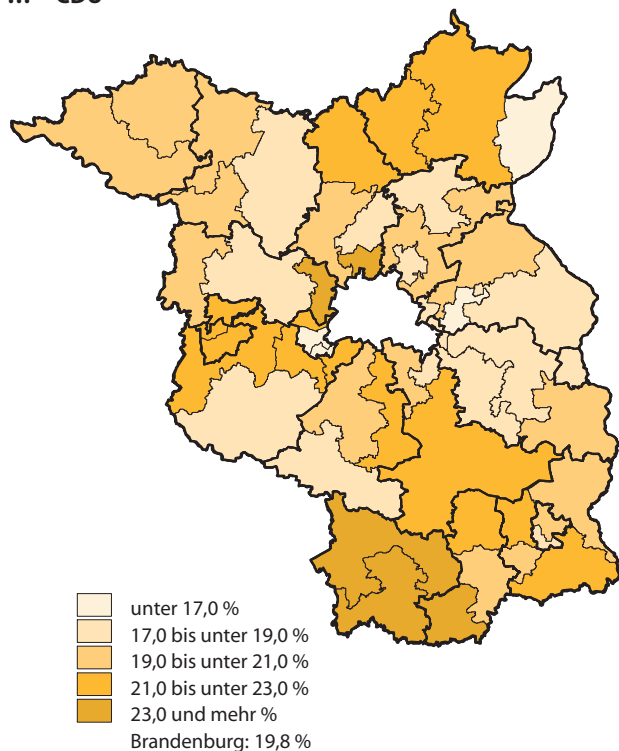 CDU
unter 17,0 %
17,0 bis unter 19,0 %
19,0 bis unter 21,0 %
21,0 bis unter 23,0 %
23,0 und mehr %
Brandenburg: 19,8 %